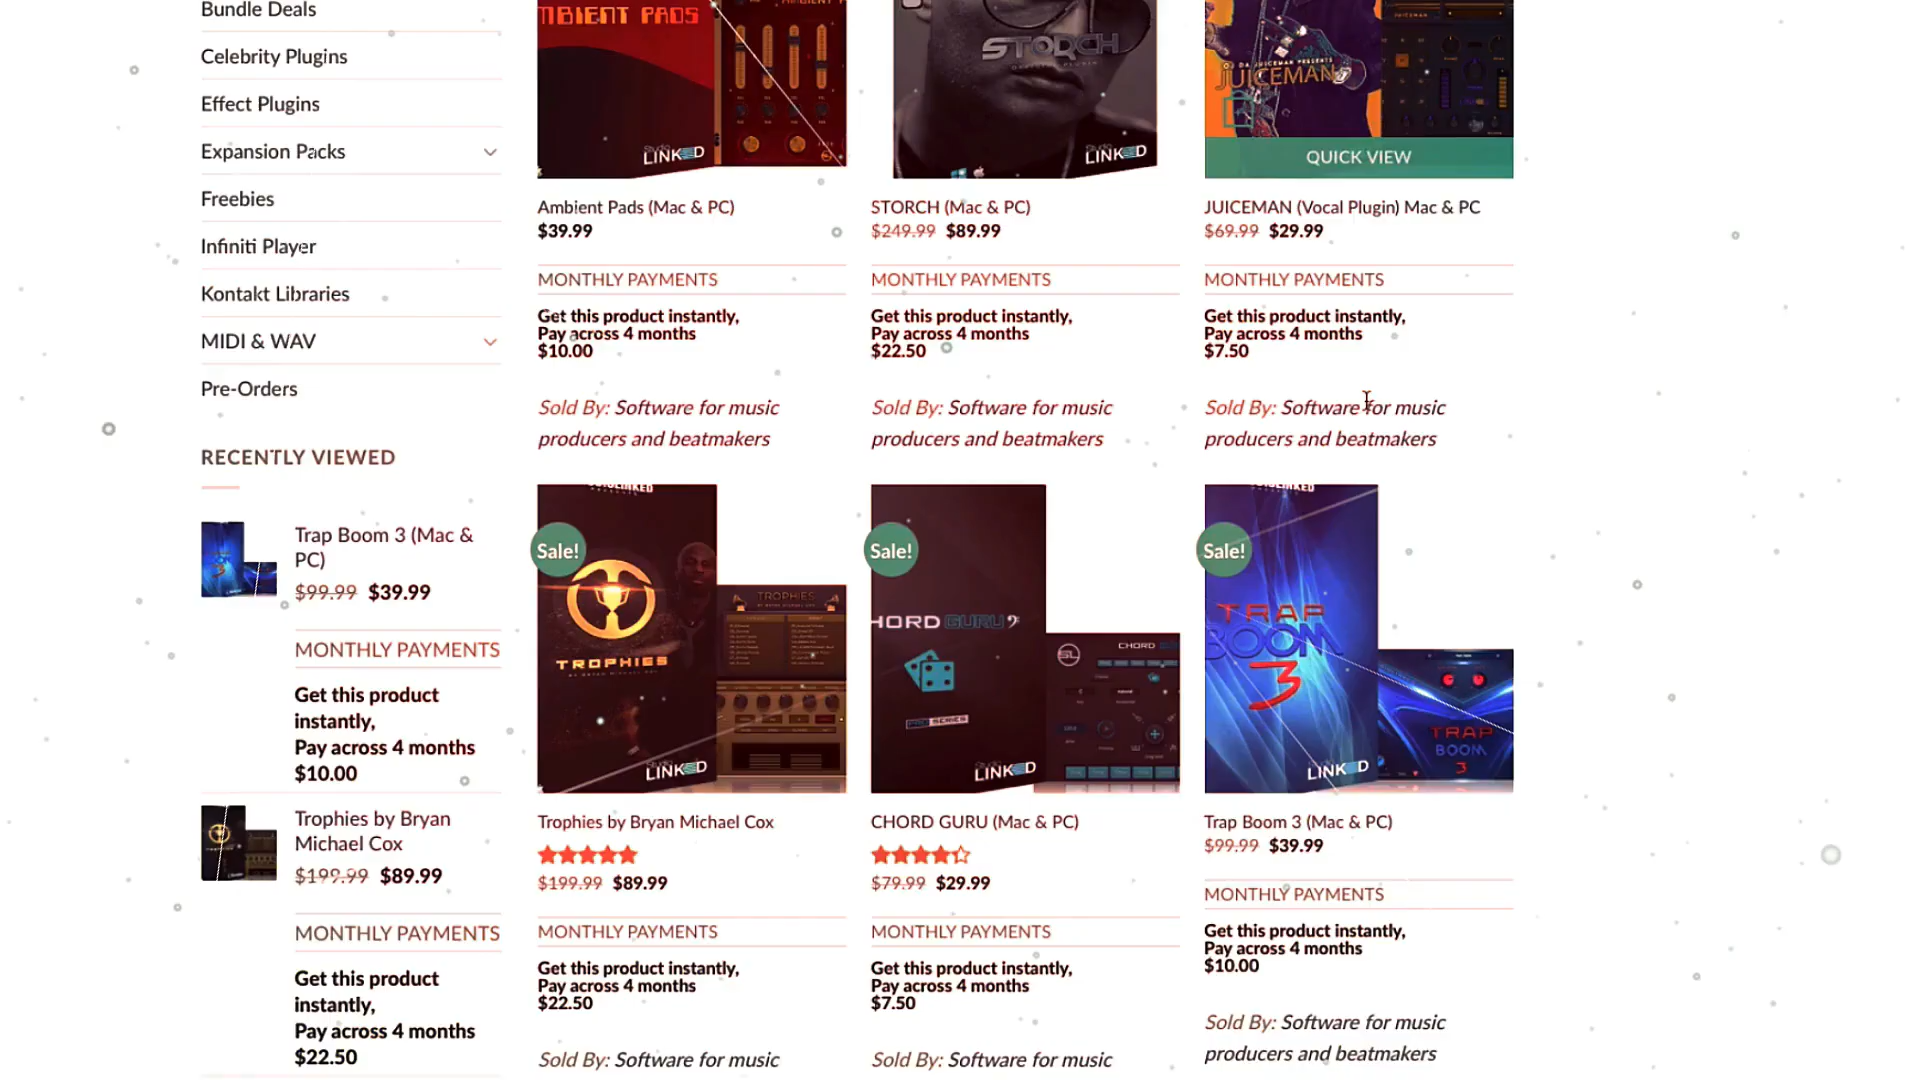 Bundle Deals
Celebrity Plugins
Effect Plugins
Expansion Packs
Freebies
Infiniti Player
Kontakt Libraries
MIDI & WAV
Pre-Orders
RECENTLY VIEWED
Trap Boom 3 (Mac &
PC)
$99.99 $39.99
MONTHLY PAYMENTS
Get this product
instantly,
Pay across 4 months
$10.00
Trophies by Bryan
Michael Cox
$199.99 $89.99
MONTHLY PAYMENTS
Get this product
instantly,
Pay across 4 months
$22.50
MBIENT PADS
LINKED
Ambient Pads (Mac & PC)
$39.99
MONTHLY PAYMENTS
Get this product instantly,
Pay across 4 months
$10.00
Sold By: Software for music
producers and beatmakers
STORCH
LINKED
STORCH (Mac & PC)
$249.99 $89.99
MONTHLY PAYMENTS
Get this product instantly,
Pay across 4 months
$22.50
Sold By: Software for music
producers and beatmakers
JUICEMAN
QUICK VIEW
JUICEMAN (Vocal Plugin) Mac & PC
$69.99 $29.99
MONTHLY PAYMENTS
Get this product instantly,
Pay across 4 months
$7.50
Sold By: Software for music
producers and beatmakers
Sale!
TROPHIES
TROPHIES
Studio
LINKED
Trophies by Bryan Michael Cox
$199.99 $89.99
MONTHLY PAYMENTS
Get this product instantly,
Pay across 4 months
$22.50
Sold By: Software for music
Sale!
HORD GURU
PRO SERIES
SL
CHORD
Studio
LINKED
CHORD GURU (Mac & PC)
$79.99 $29.99
MONTHLY PAYMENTS
Get this product instantly,
Pay across 4 months
$7.50
Sold By: Software for music
Sale!
TRAP
BOOM
3
TRAP
BOOM
3
Studio
LINKED
Trap Boom 3 (Mac & PC)
$99.99 $39.99
MONTHLY PAYMENTS
Get this product instantly,
Pay across 4 months
$10.00
Sold By: Software for music
producers and beatmakers